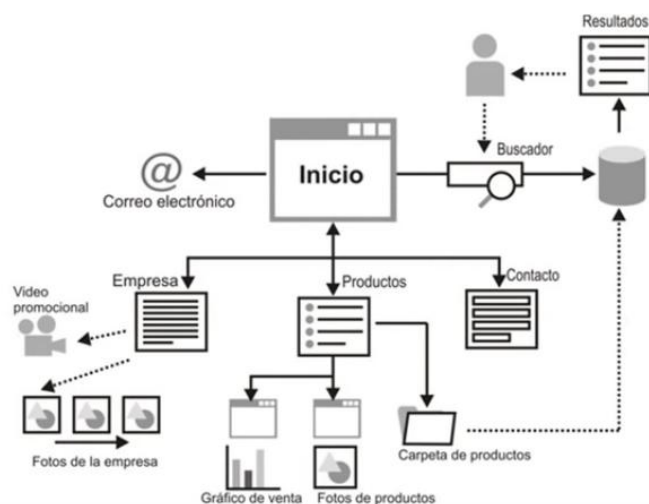 Resultados
Buscador
@
Correo electrónico
Inicio
Empresa
Productos
Contacto
Video
promocional
Fotos de la empresa
Gráfico de venta
Fotos de productos
Carpeta de productos